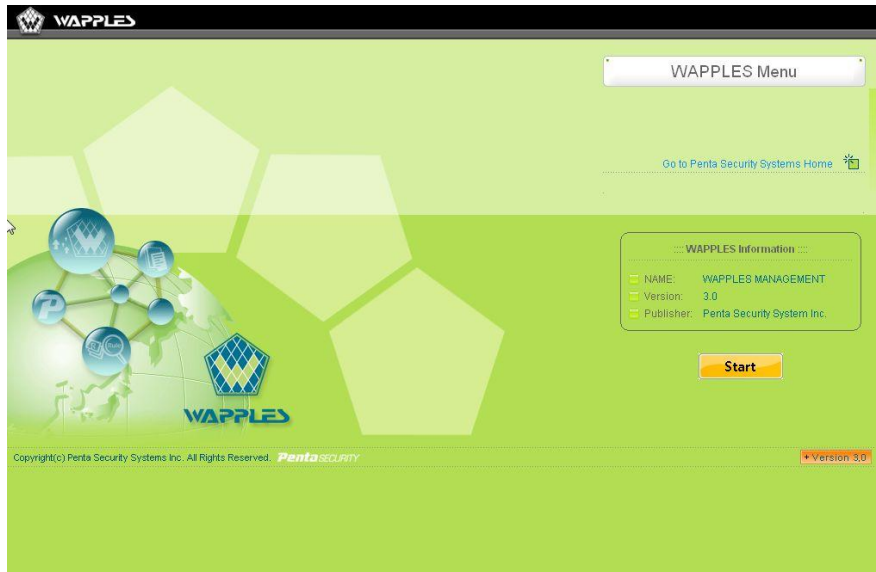 WAPPLES
WAPPLES Menu
Go to Penta Security Systems Home
:::: WAPPLES Information ::::
NAME: WAPPLES MANAGEMENT
Version: 3.0
Publisher: Penta Security System Inc.
Start
WAPPLES
Copyright(c) Penta Security Systems Inc. All Rights Reserved. Penta SECURITY
+ Version 3.0